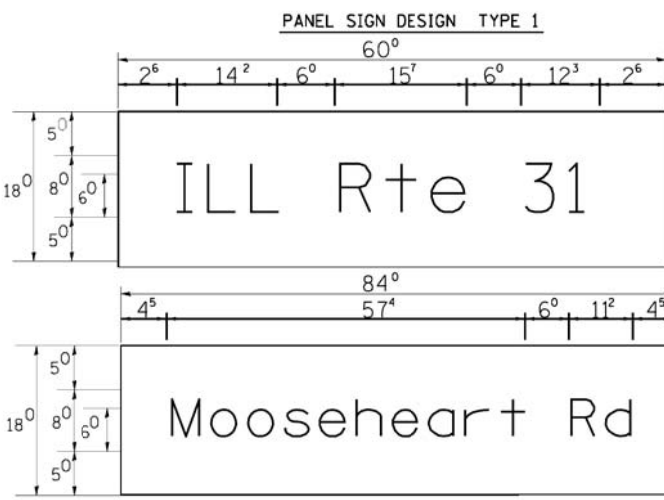 PANEL SIGN DESIGN TYPE 1
60⁰
2⁶ 14² 6⁰ 15⁷ 6⁰ 12³ 2⁶
5⁰
18⁰ 8⁰ 6⁰
5⁰
ILL Rte 31
84⁰
4⁵ 57⁴ 6⁰ 11² 4⁵
5⁰
18⁰ 8⁰ 6⁰
5⁰
Mooseheart Rd